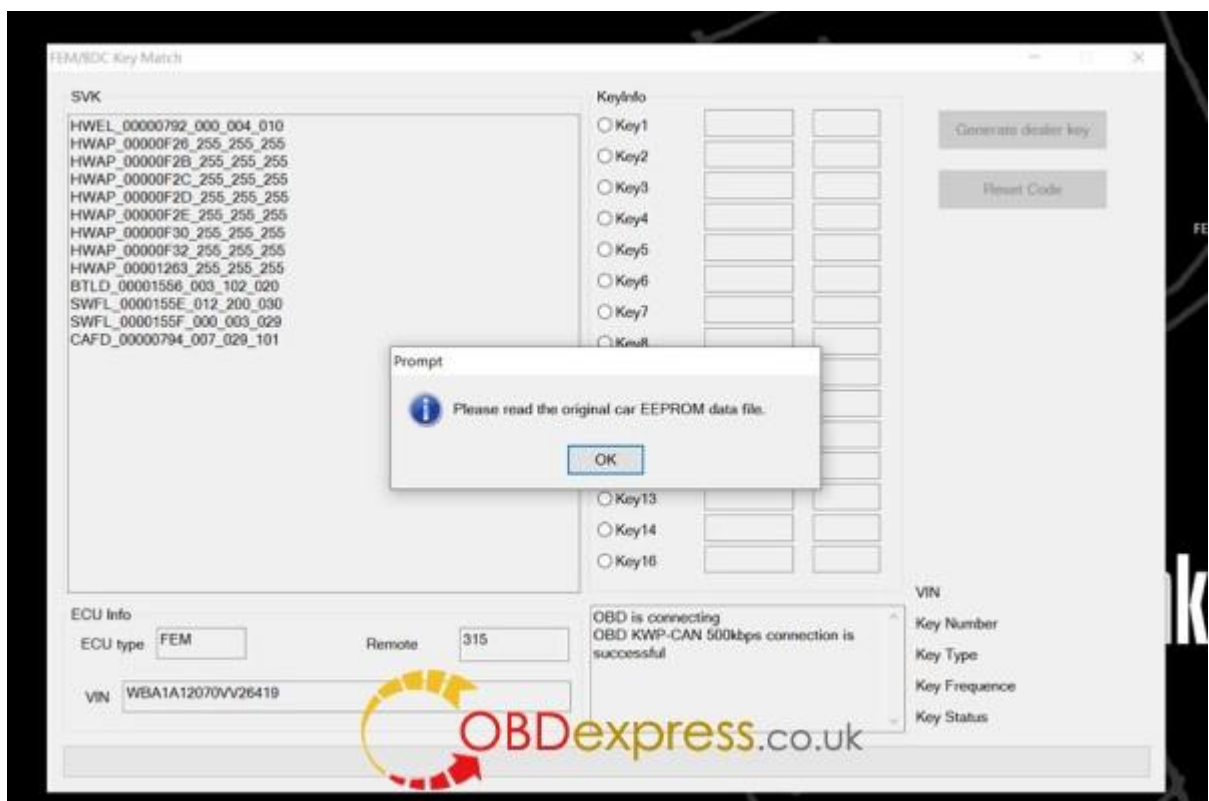 FEM/BDC Key Match
SVK
HWEL_00000792_000_004_010
HWAP_00000F26_255_255_255
HWAP_00000F2B_255_255_255
HWAP_00000F2C_255_255_255
HWAP_00000F2D_255_255_255
HWAP_00000F2E_255_255_255
HWAP_00000F30_255_255_255
HWAP_00000F32_255_255_255
HWAP_00001263_255_255_255
BTLD_00001556_003_102_020
SWFL_0000155E_012_200_030
SWFL_0000155F_000_003_029
CAFD_00000794_007_029_101
KeyInfo
Key1
Key2
Key3
Key4
Key5
Key6
Key7
Key8
Key13
Key14
Key16
Generate dealer key
Reset Code
FE
Prompt
Please read the original car EEPROM data file.
OK
ECU Info
ECU type FEM Remote 315
VIN WBA1A12070VV26419
OBD is connecting
OBD KWP-CAN 500kbps connection is
successful
VIN
Key Number
Key Type
Key Frequence
Key Status
OBDexpress.co.uk
k